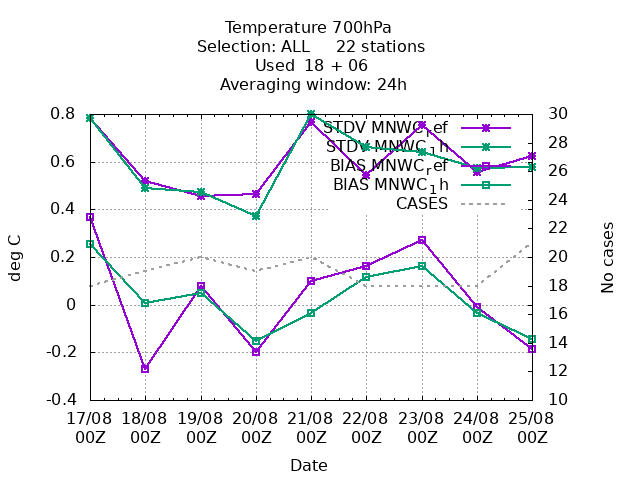 Temperature 700hPa
Selection: ALL     22 stations
Used  18 + 06
Averaging window: 24h
0.8
0.6
0.4
0.2
0
-0.2
-0.4
deg C
30
28
26
24
22
20
18
16
14
12
10
No cases
STDV MNWC_ref
STDV MNWC_1h
BIAS MNWC_ref
BIAS MNWC_1h
CASES
17/08 18/08 19/08 20/08 21/08 22/08 23/08 24/08 25/08
00Z 00Z 00Z 00Z 00Z 00Z 00Z 00Z 00Z
Date